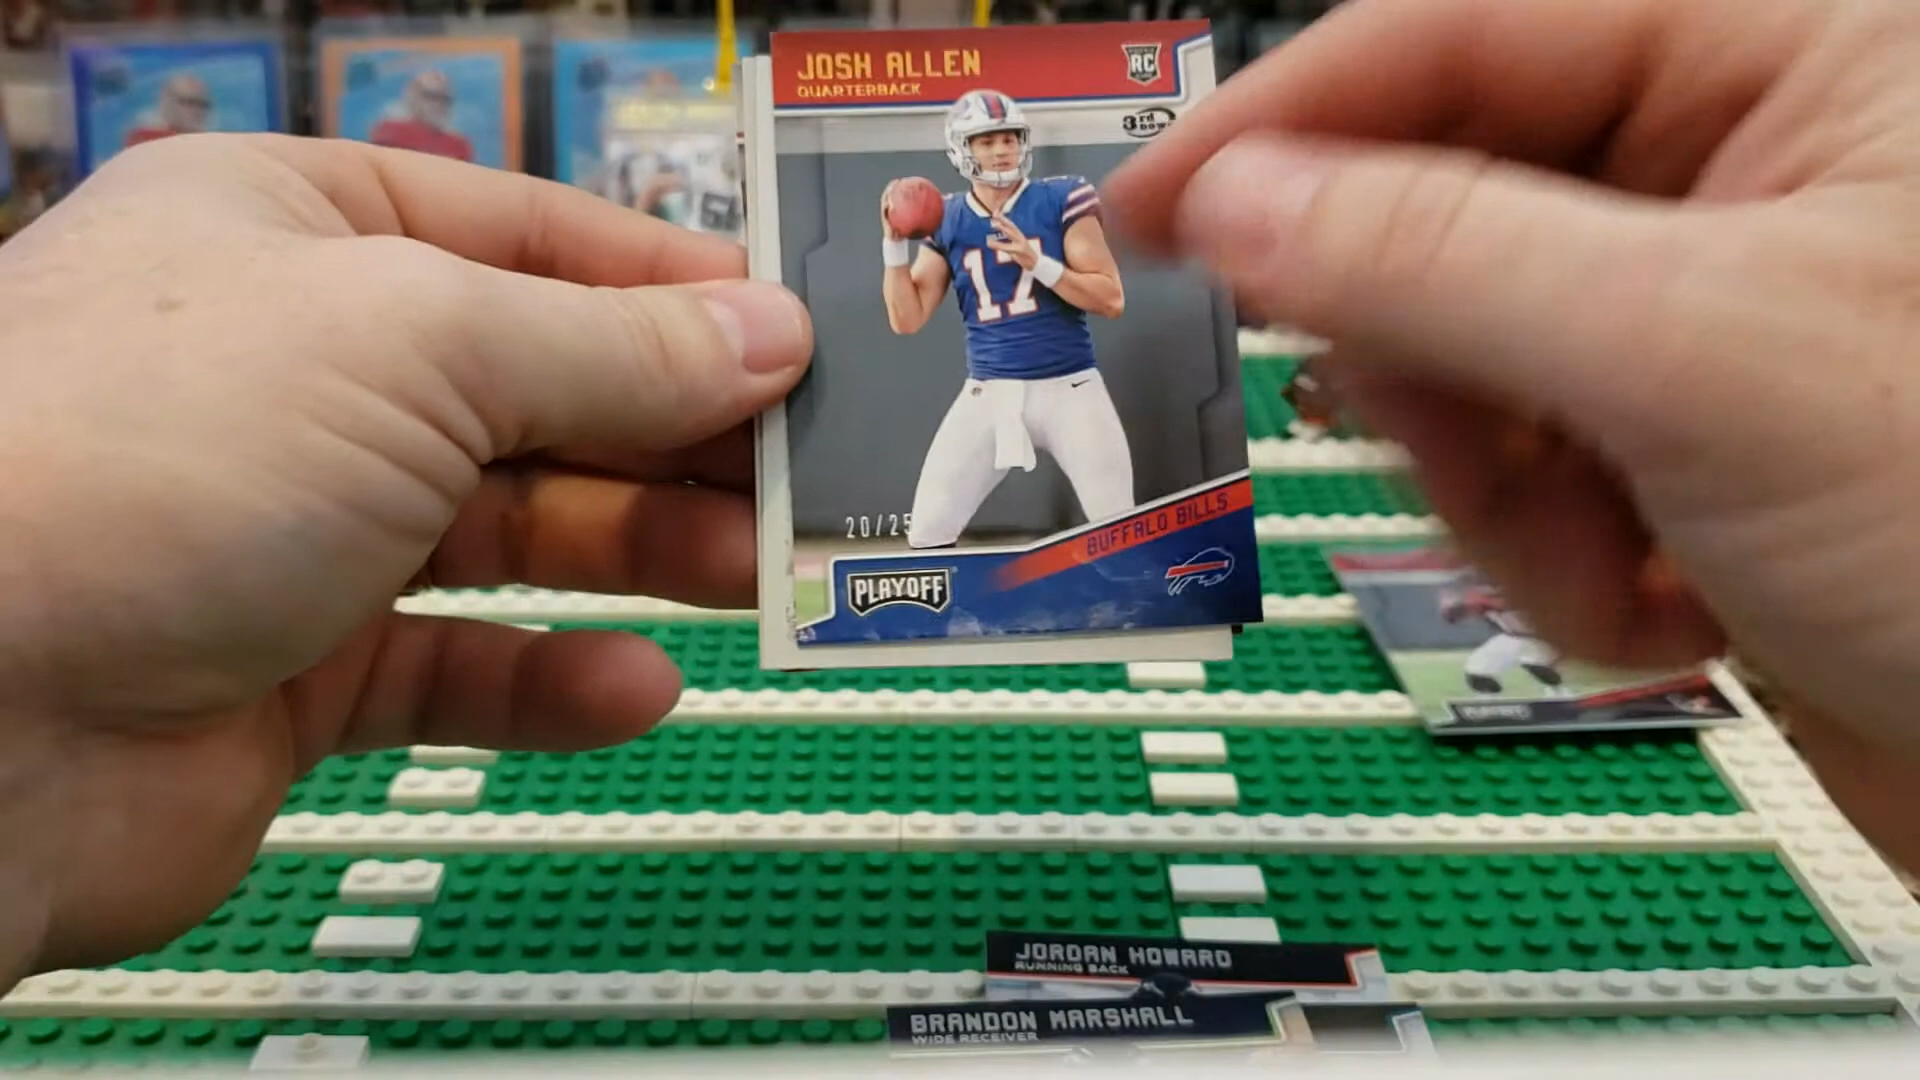 JOSH ALLEN
QUARTERBACK
RC
3rd
DOWN
17
20/25
BUFFALO BILLS
PLAYOFF
JORDAN HOWARD
RUNNING BACK
BRANDON MARSHALL
WIDE RECEIVER